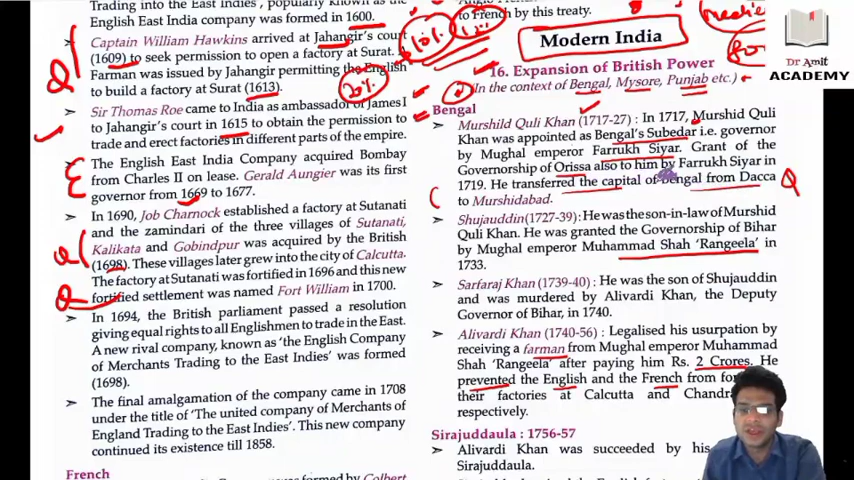 Trading into the East Indies', popularly known as the
English East India company was formed in 1600.
Captain William Hawkins arrived at Jahangir's court
(1609) to seek permission to open a factory at Surat. A
Farman was issued by Jahangir permitting the English
to build a factory at Surat (1613).
Sir Thomas Roe came to India as ambassador of James I
to Jahangir's court in 1615 to obtain the permission to
trade and erect factories in different parts of the empire.
The English East India Company acquired Bombay
from Charles II on lease. Gerald Aungier was its first
governor from 1669 to 1677.
In 1690, Job Charnock established a factory at Sutanati
and the zamindari of the three villages of Sutanati,
Kalikata and Gobindpur was acquired by the British
(1698). These villages later grew into the city of Calcutta.
The factory at Sutanati was fortified in 1696 and this new
fortified settlement was named Fort William in 1700.
In 1694, the British parliament passed a resolution
giving equal rights to all Englishmen to trade in the East.
A new rival company, known as 'the English Company
of Merchants Trading to the East Indies' was formed
(1698).
The final amalgamation of the company came in 1708
under the title of 'The united company of Merchants of
England Trading to the East Indies'. This new company
continued its existence till 1858.
French
formed by Colbert
to French by this treaty.
Modern India
16. Expansion of British Power
(In the context of Bengal, Mysore, Punjab etc.)
Bengal
Murshild Quli Khan (1717-27) : In 1717, Murshid Quli
Khan was appointed as Bengal's Subedar i.e. governor
by Mughal emperor Farrukh Siyar. Grant of the
Governorship of Orissa also to him by Farrukh Siyar in
1719. He transferred the capital of Bengal from Dacca
to Murshidabad.
Shujauddin(1727-39) : He was the son-in-law of Murshid
Quli Khan. He was granted the Governorship of Bihar
by Mughal emperor Muhammad Shah 'Rangeela' in
1733.
Sarfaraj Khan (1739-40) : He was the son of Shujauddin
and was murdered by Alivardi Khan, the Deputy
Governor of Bihar, in 1740.
Alivardi Khan (1740-56) : Legalised his usurpation by
receiving a farman from Mughal emperor Muhammad
Shah 'Rangeela' after paying him Rs. 2 Crores. He
prevented the English and the French from
their factories at Calcutta and
respectively.
Sirajuddaula : 1756-57
Alivardi Khan was succeeded by his
Sirajuddaula.
20%
10%
Dr Amit
ACADEMY